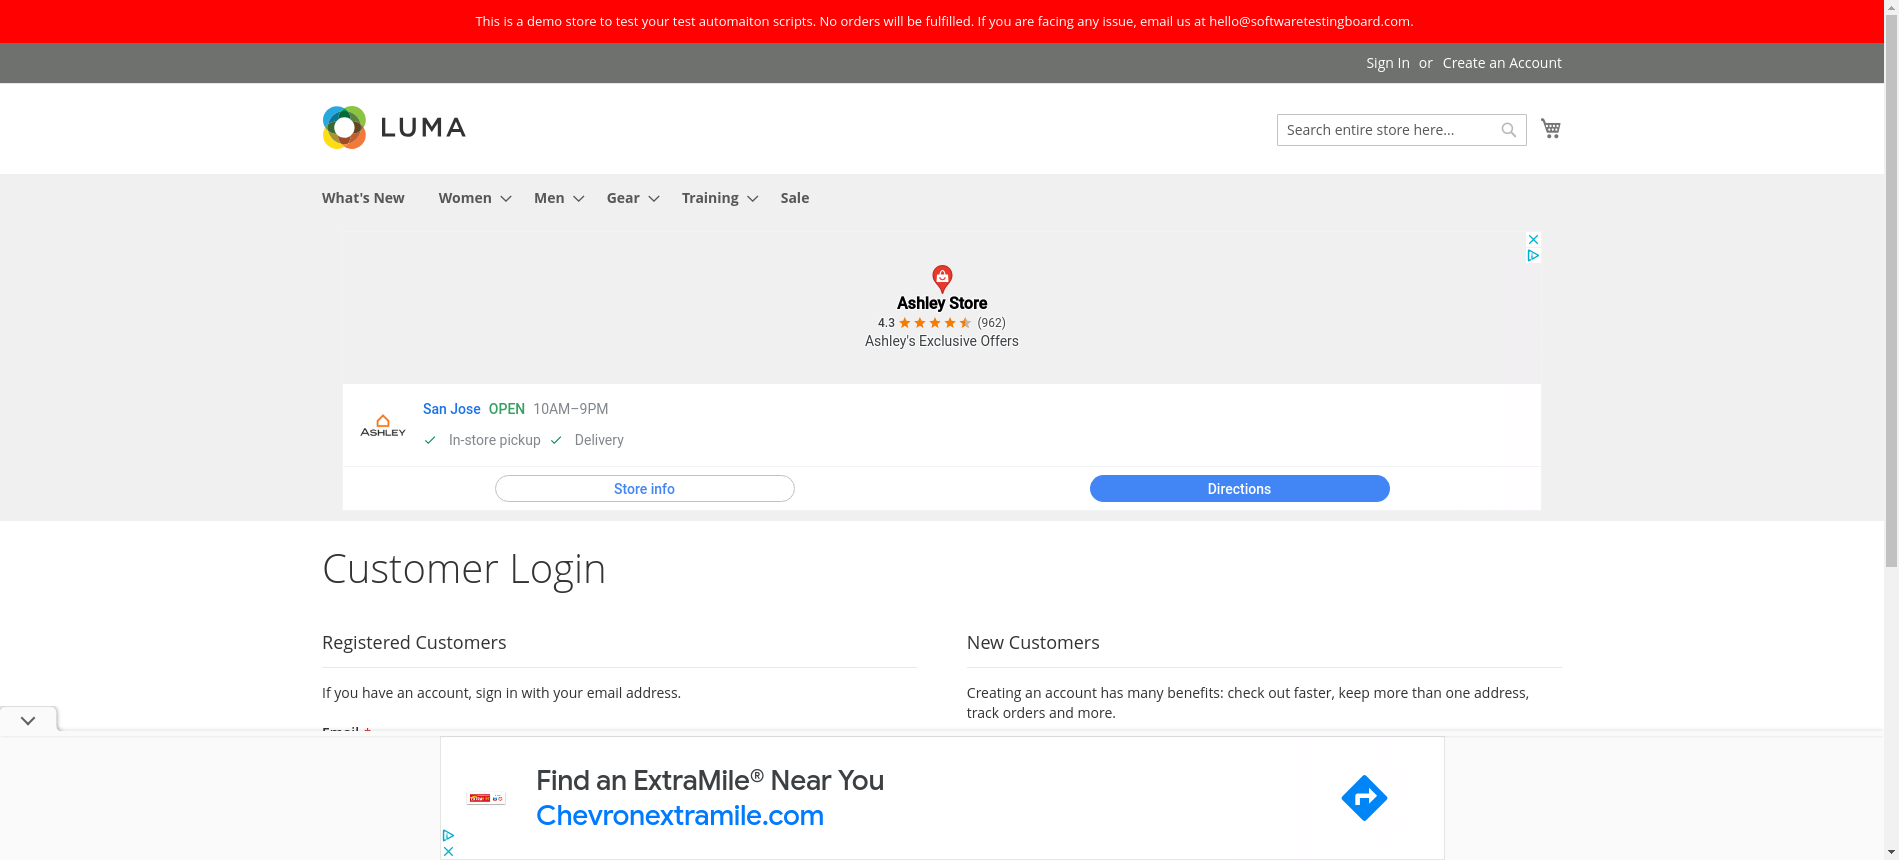 This is a demo store to test your test automaiton scripts. No orders will be fulfilled. If you are facing any issue, email us at hello@softwaretestingboard.com.
Sign In or Create an Account
LUMA
Search entire store here...
What's New Women Men Gear Training Sale
Ashley Store
4.3 (962)
Ashley's Exclusive Offers
San Jose OPEN 10AM–9PM
ASHLEY
In-store pickup Delivery
Store info Directions
Customer Login
Registered Customers
If you have an account, sign in with your email address.
Email *
New Customers
Creating an account has many benefits: check out faster, keep more than one address,
track orders and more.
Find an ExtraMile® Near You
Chevronextramile.com